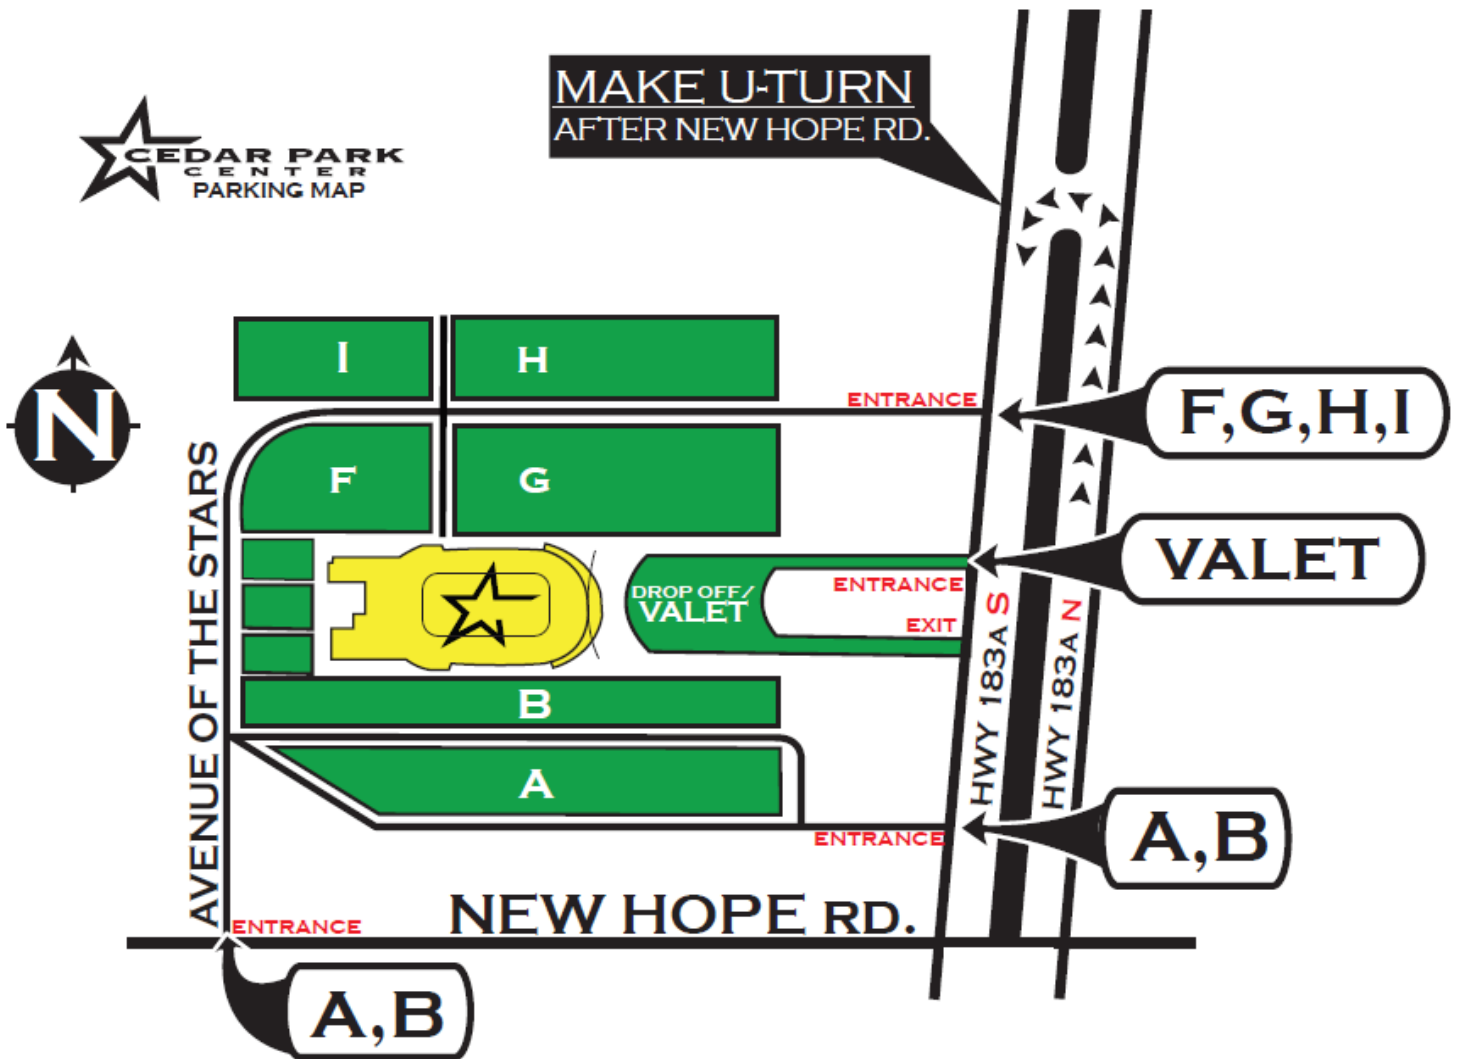 MAKE U-TURN
AFTER NEW HOPE RD.
CEDAR PARK
CENTER
PARKING MAP
I
H
N
ENTRANCE
F,G,H,I
F
G
AVENUE OF THE STARS
VALET
DROP OFF/
VALET
ENTRANCE
EXIT
HWY 183A S
HWY 183A N
B
A
ENTRANCE
A,B
NEW HOPE RD.
ENTRANCE
A,B